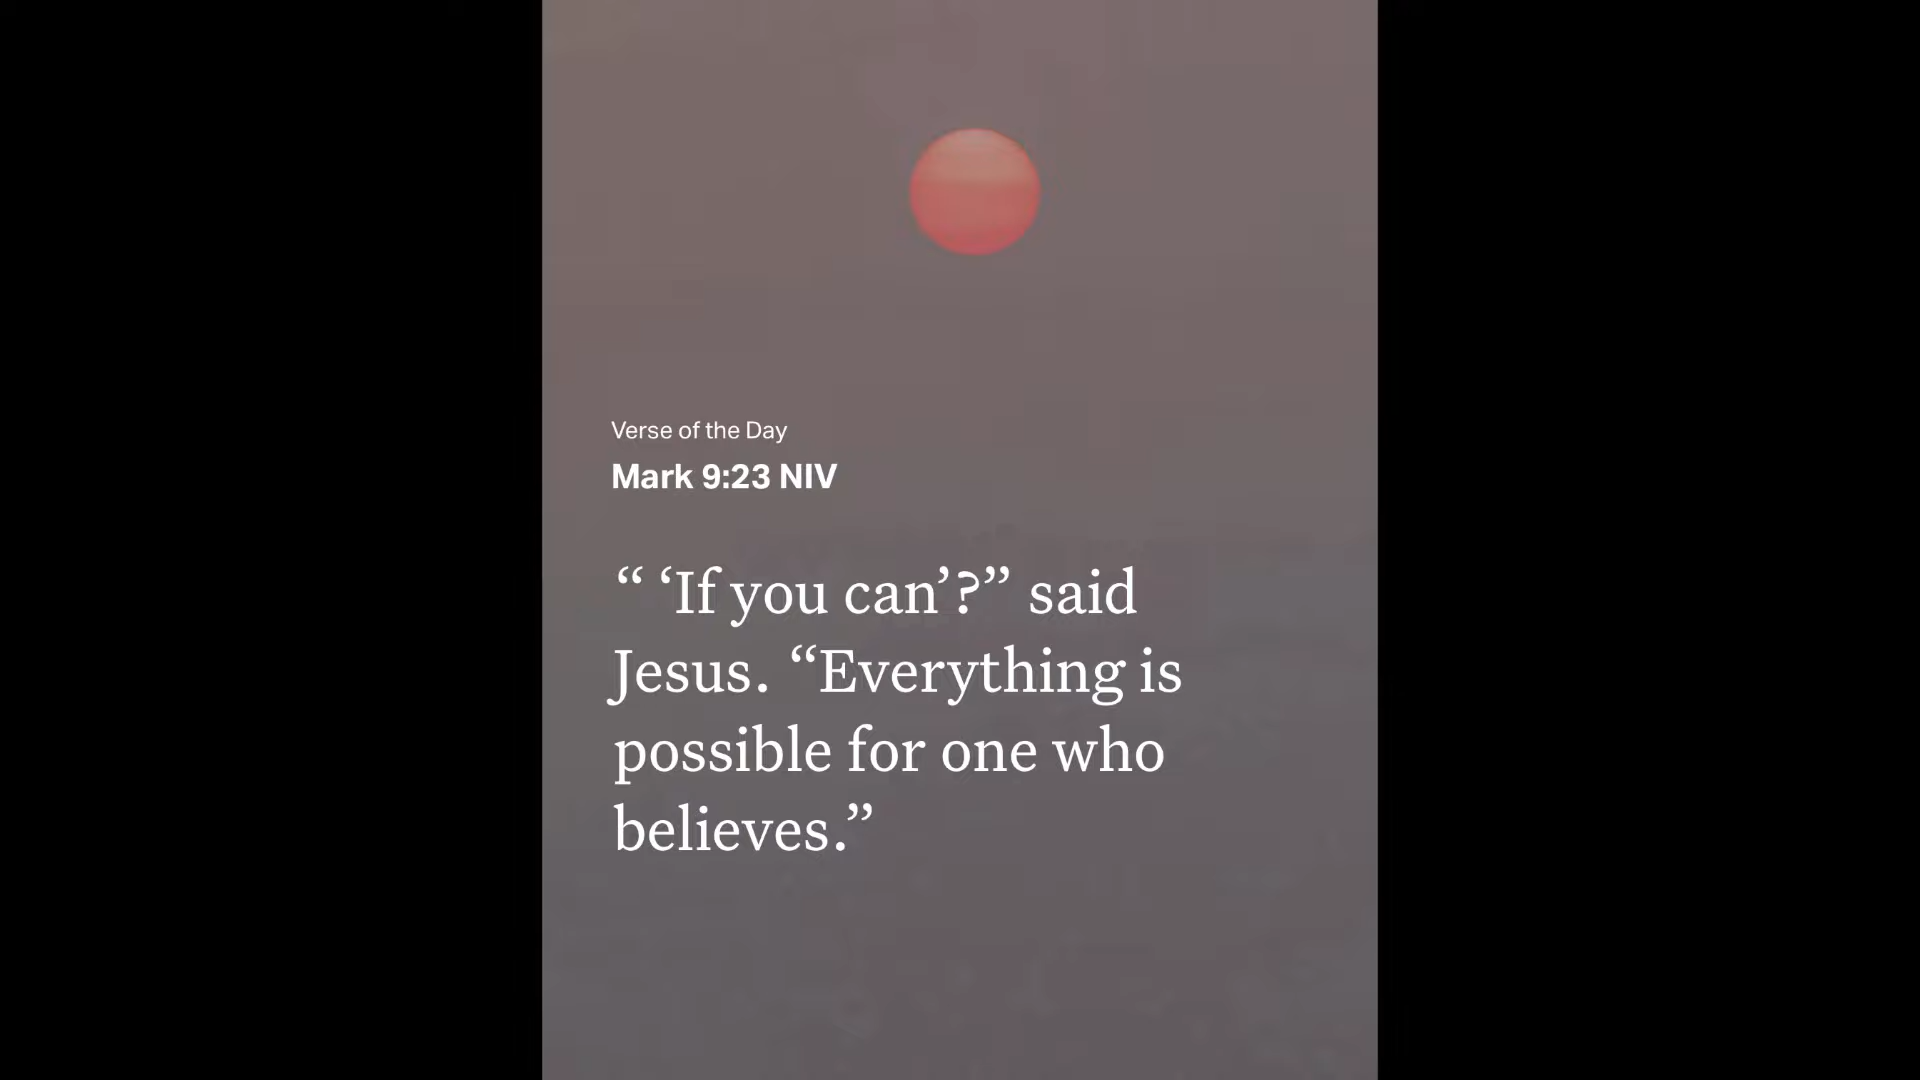 Verse of the Day
Mark 9:23 NIV
“ ‘If you can’?” said
Jesus. “Everything is
possible for one who
believes.”